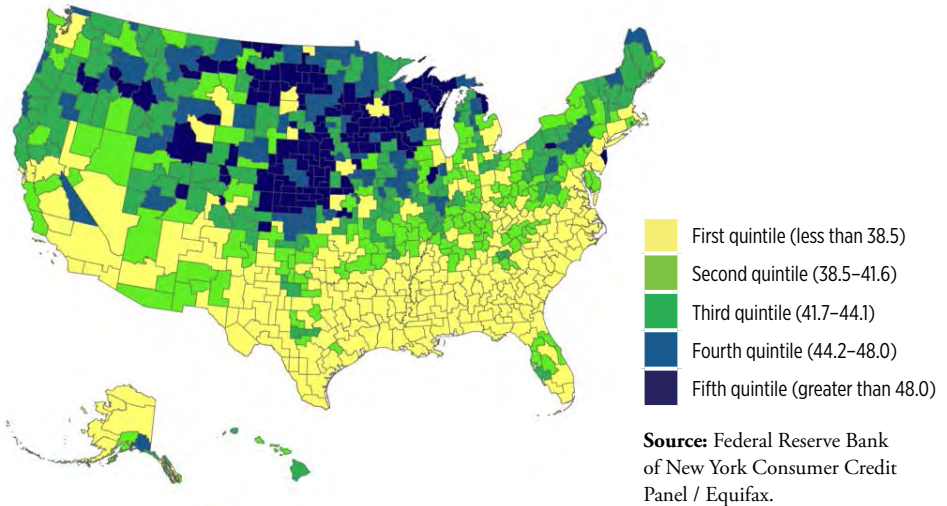 First quintile (less than 38.5)
Second quintile (38.5–41.6)
Third quintile (41.7–44.1)
Fourth quintile (44.2–48.0)
Fifth quintile (greater than 48.0)
Source: Federal Reserve Bank
of New York Consumer Credit
Panel / Equifax.